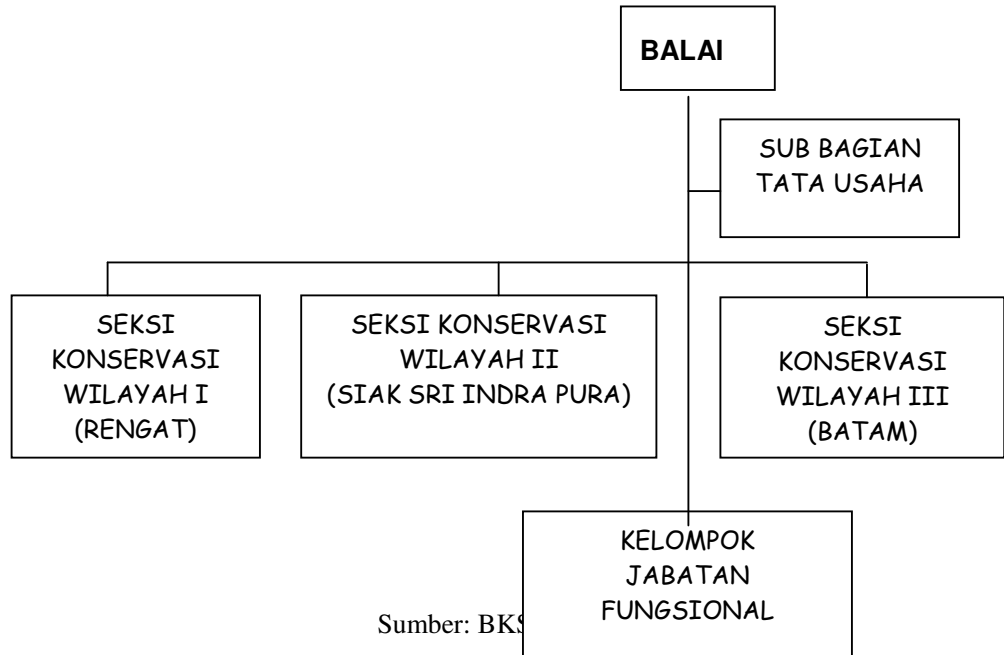 BALAI
SUB BAGIAN
TATA USAHA
SEKSI
KONSERVASI
WILAYAH I
(RENGAT)
SEKSI KONSERVASI
WILAYAH II
(SIAK SRI INDRA PURA)
SEKSI
KONSERVASI
WILAYAH III
(BATAM)
KELOMPOK
JABATAN
FUNGSIONAL
Sumber: